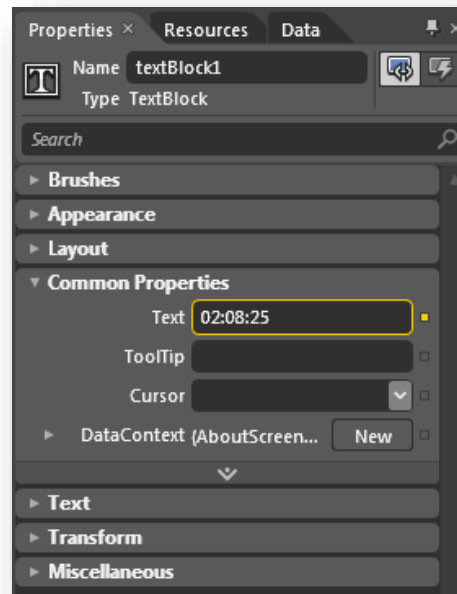 Properties × Resources Data
T Name textBlock1
Type TextBlock
Search
Brushes
Appearance
Layout
Common Properties
Text 02:08:25
ToolTip
Cursor
DataContext (AboutScreen... New
Text
Transform
Miscellaneous